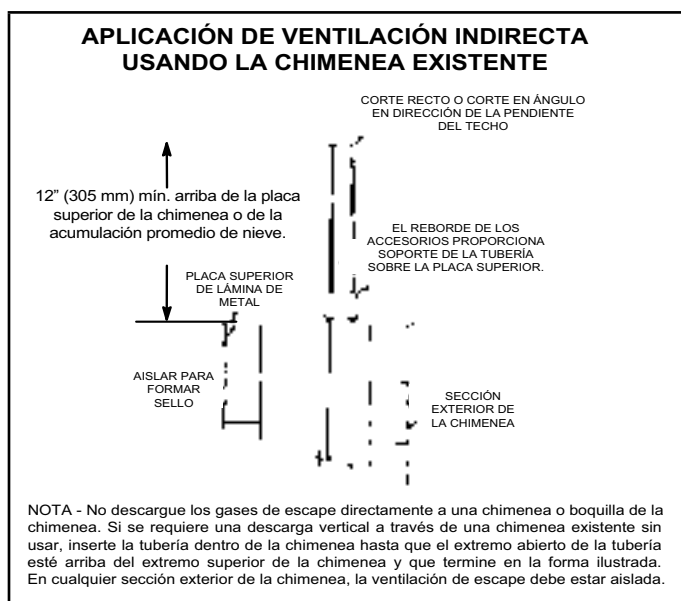 APLICACIÓN DE VENTILACIÓN INDIRECTA
USANDO LA CHIMENEA EXISTENTE
CORTE RECTO O CORTE EN ÁNGULO
EN DIRECCIÓN DE LA PENDIENTE
DEL TECHO
12” (305 mm) mín. arriba de la placa
superior de la chimenea o de la
acumulación promedio de nieve.
EL REBORDE DE LOS
ACCESORIOS PROPORCIONA
SOPORTE DE LA TUBERÍA
SOBRE LA PLACA SUPERIOR.
PLACA SUPERIOR
DE LÁMINA DE
METAL
AISLAR PARA
FORMAR
SELLO
SECCIÓN
EXTERIOR DE
LA CHIMENEA
NOTA - No descargue los gases de escape directamente a una chimenea o boquilla de la
chimenea. Si se requiere una descarga vertical a través de una chimenea existente sin
usar, inserte la tubería dentro de la chimenea hasta que el extremo abierto de la tubería
esté arriba del extremo superior de la chimenea y que termine en la forma ilustrada.
En cualquier sección exterior de la chimenea, la ventilación de escape debe estar aislada.